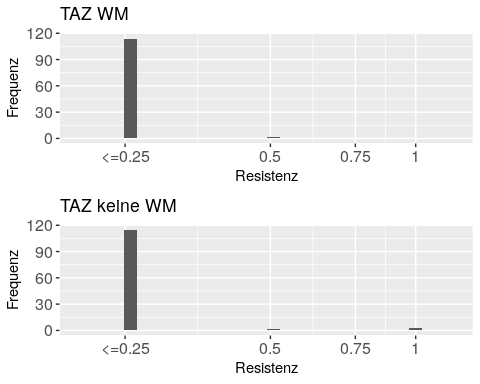 TAZ WM
120
90
60
30
0
Frequenz
<=0.25 0.5 0.75 1
Resistenz
TAZ keine WM
120
90
60
30
0
Frequenz
<=0.25 0.5 0.75 1
Resistenz